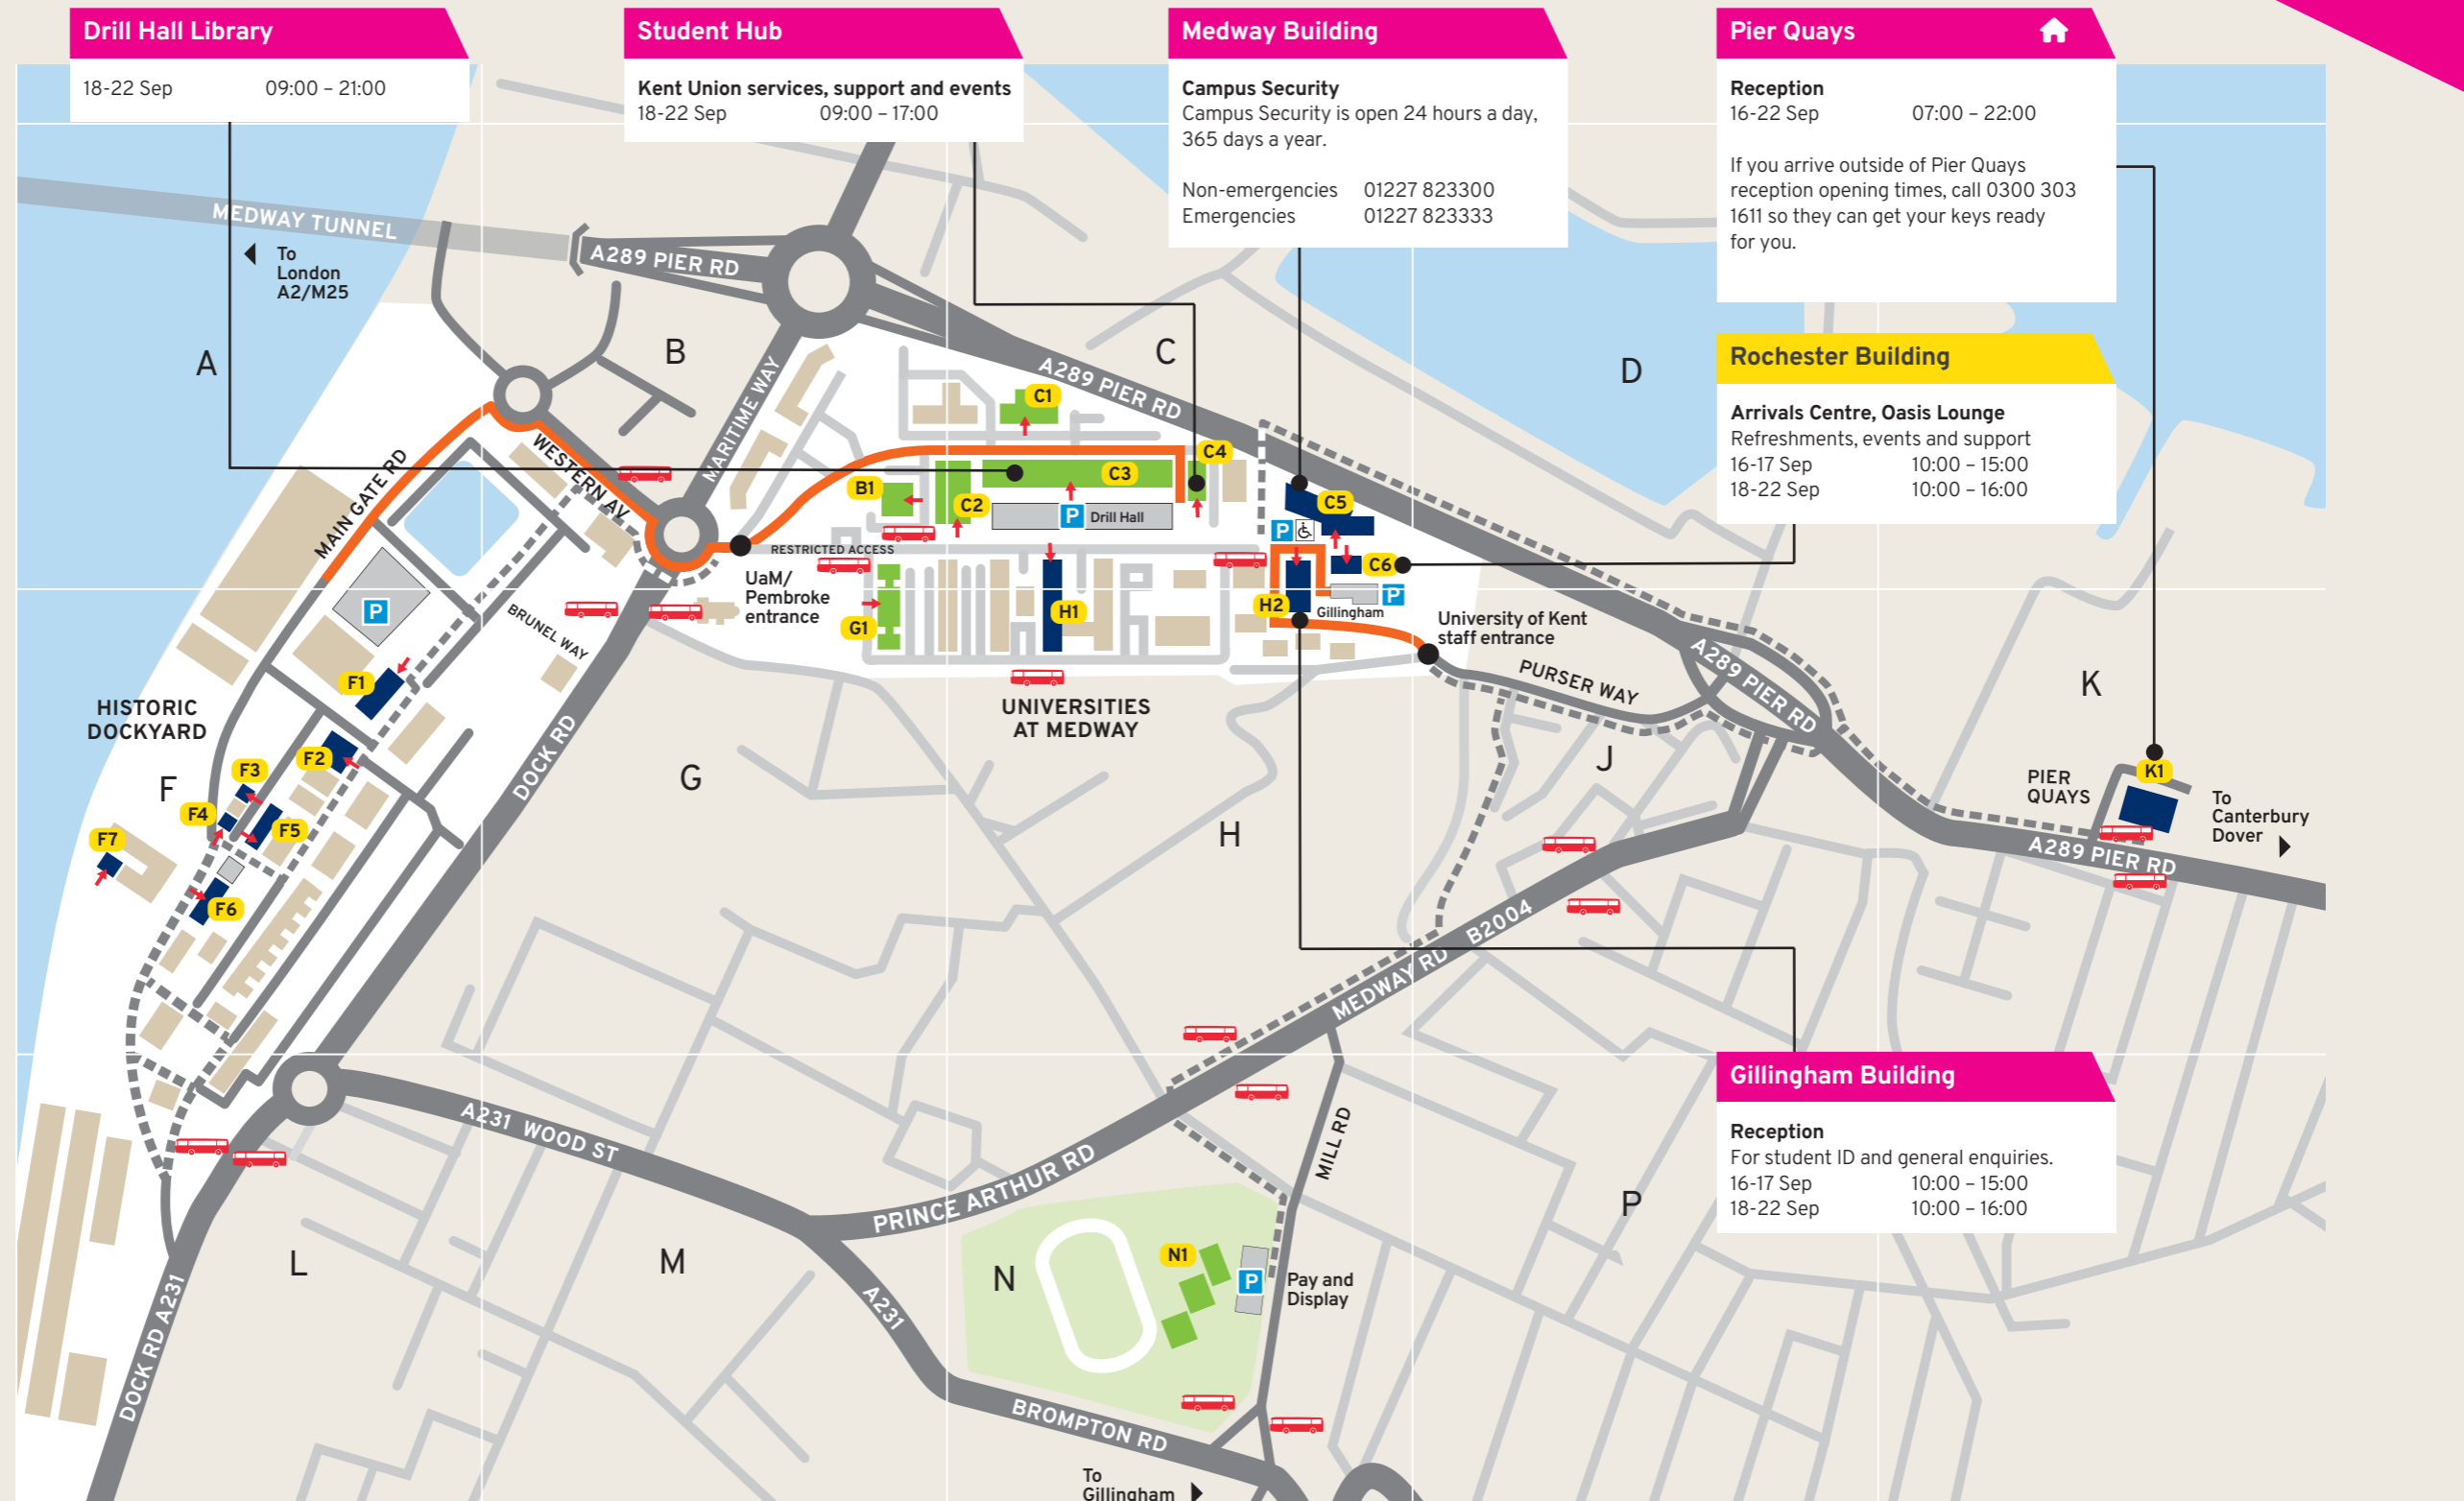 Drill Hall Library
18-22 Sep 09:00 – 21:00
Student Hub
Kent Union services, support and events
18-22 Sep 09:00 – 17:00
Medway Building
Campus Security
Campus Security is open 24 hours a day,
365 days a year.
Non-emergencies 01227 823300
Emergencies 01227 823333
Pier Quays
Reception
16-22 Sep 07:00 – 22:00
If you arrive outside of Pier Quays
reception opening times, call 0300 303
1611 so they can get your keys ready
for you.
Rochester Building
Arrivals Centre, Oasis Lounge
Refreshments, events and support
16-17 Sep 10:00 – 15:00
18-22 Sep 10:00 – 16:00
MEDWAY TUNNEL
To
London
A2/M25
A289 PIER RD
A
B
C
D
MARITIME WAY
A289 PIER RD
WESTERN AV
MAIN GATE RD
C1
C4
C3
B1
C2
P Drill Hall
C5
P
C6
RESTRICTED ACCESS
UaM/
Pembroke
entrance
G1
H1
H2
P
Gillingham
University of Kent
staff entrance
PURSER WAY
A289 PIER RD
UNIVERSITIES
AT MEDWAY
P
BRUNEL WAY
F1
HISTORIC
DOCKYARD
F2
F3
F
F4
F5
F7
F6
DOCK RD
G
H
J
K
PIER
QUAYS
K1
To
Canterbury
Dover
A289 PIER RD
MEDWAY RD B2004
Gillingham Building
Reception
For student ID and general enquiries.
16-17 Sep 10:00 – 15:00
18-22 Sep 10:00 – 16:00
A231 WOOD ST
PRINCE ARTHUR RD
MILL RD
L
M
N
P
N1
P
Pay and
Display
A231
DOCK RD A231
BROMPTON RD
To
Gillingham